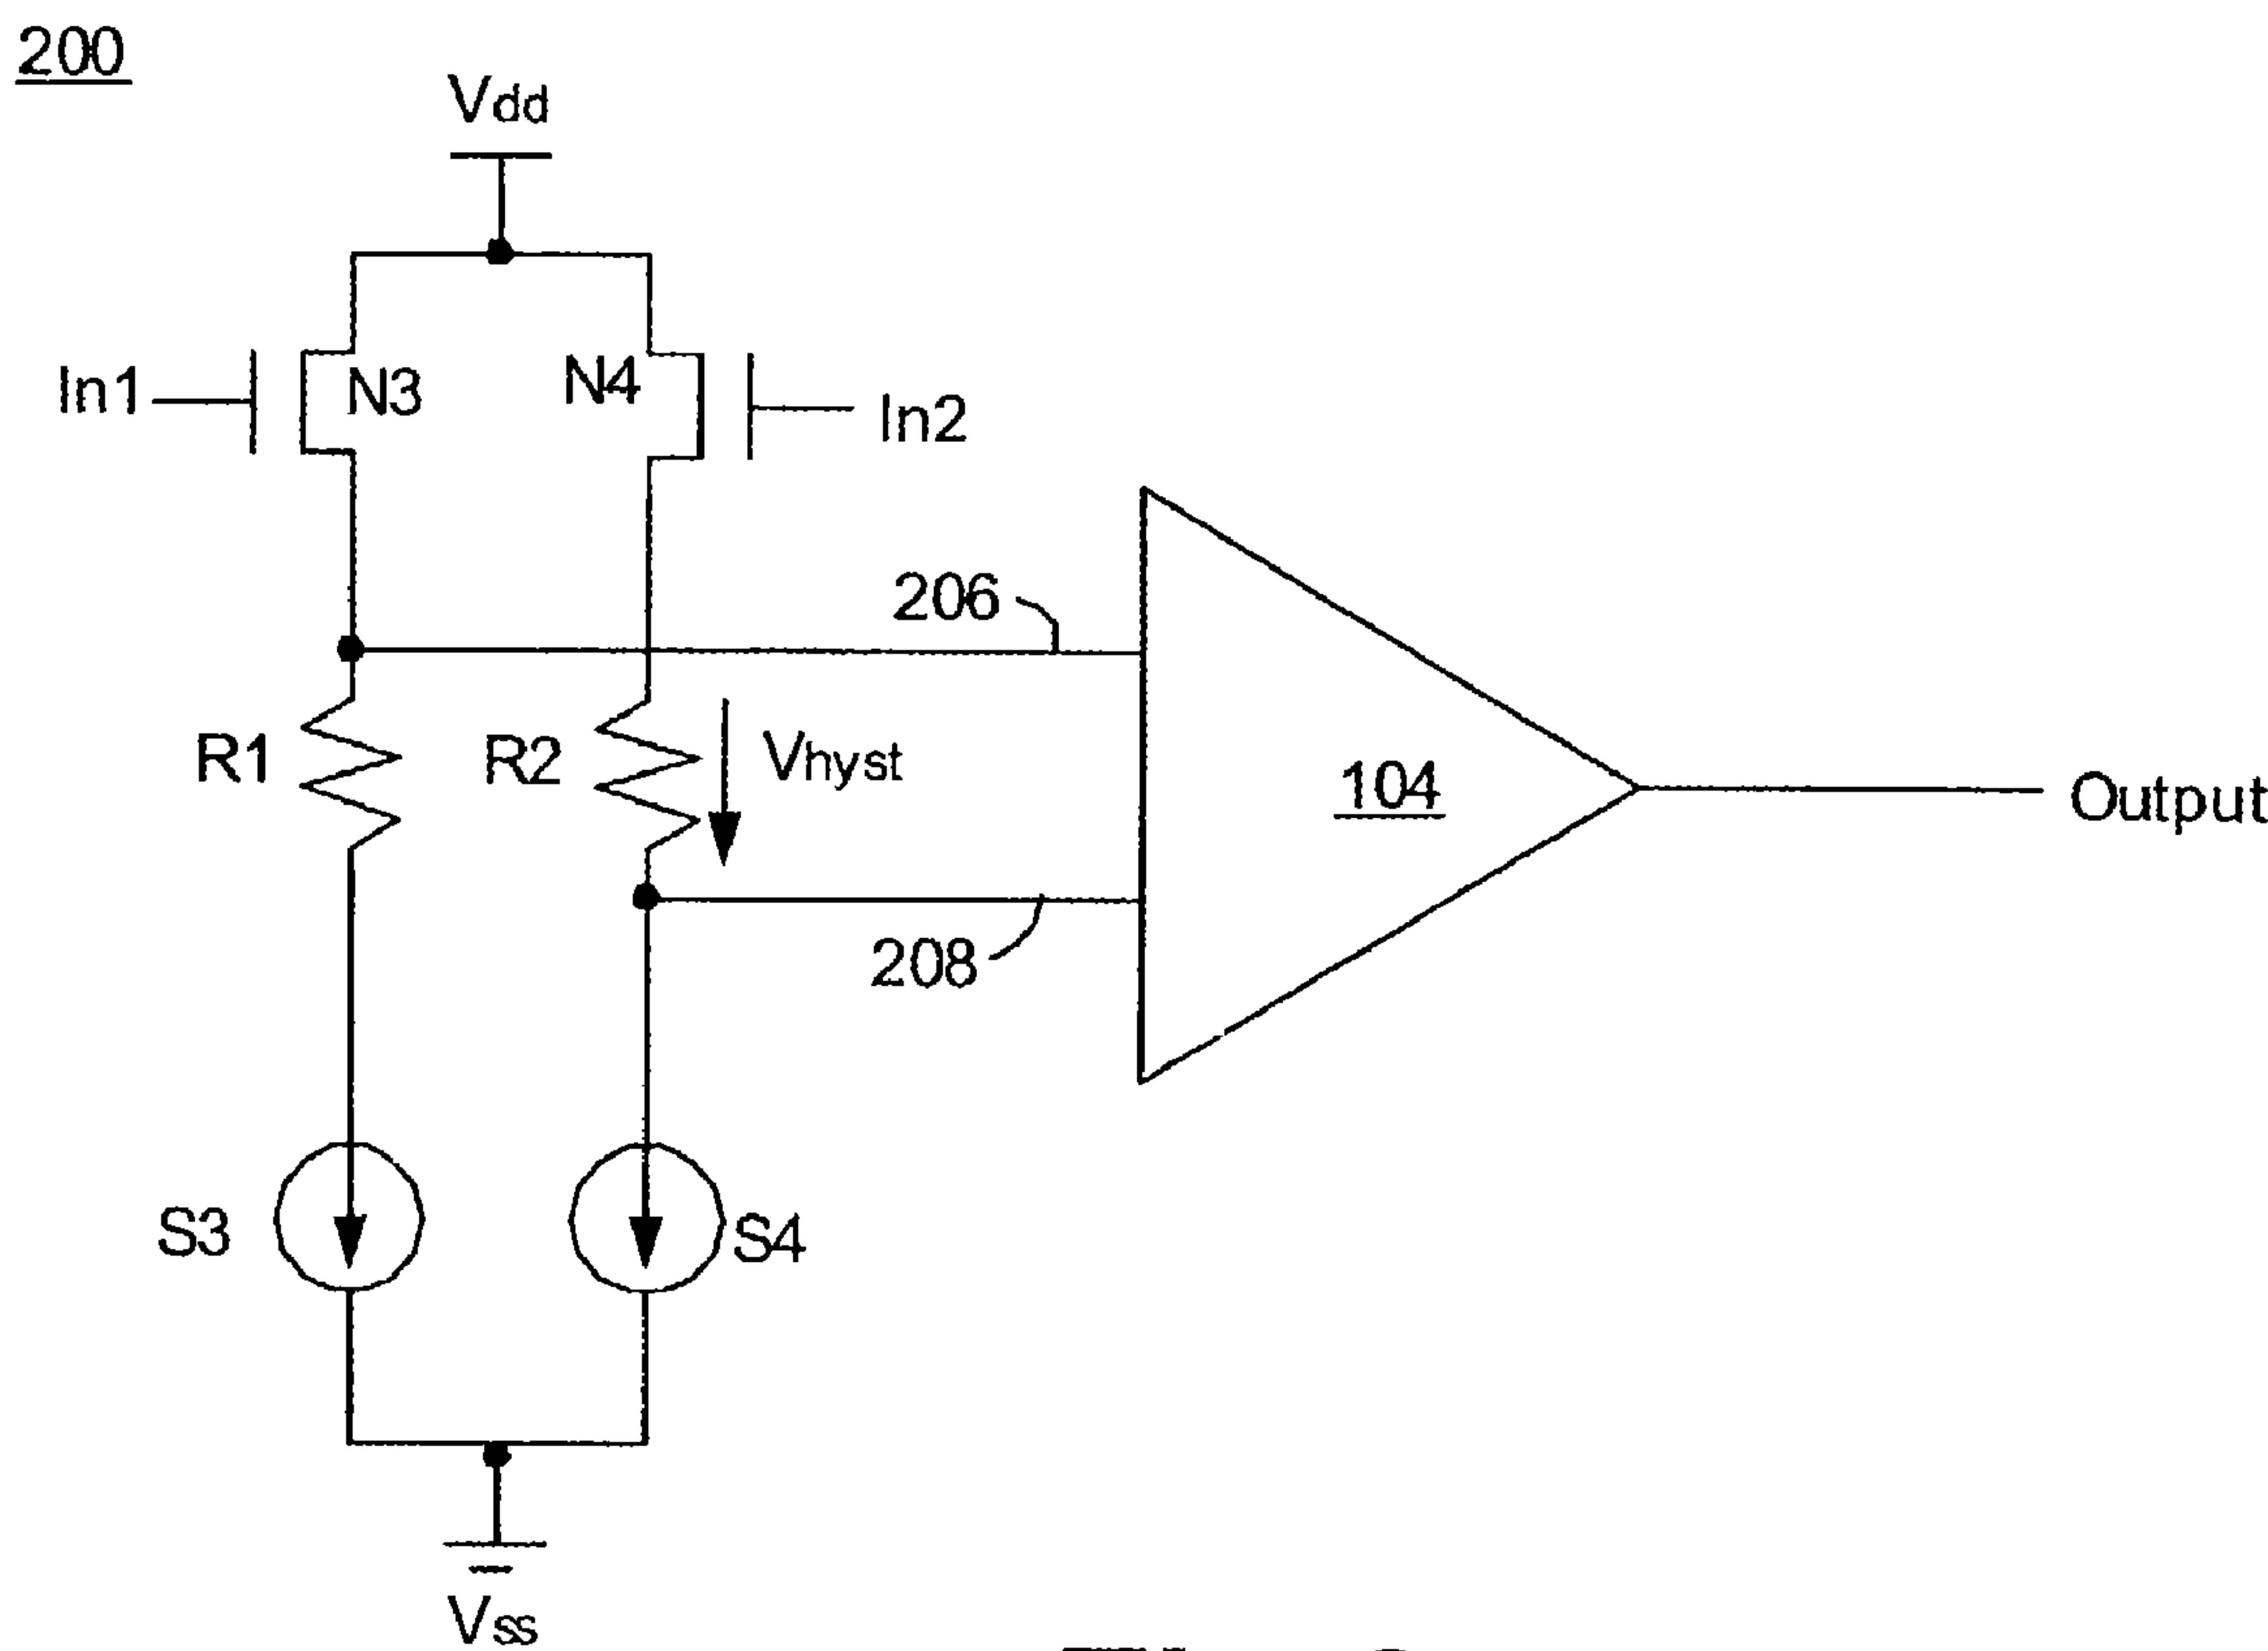 200
Vdd
In1
N3
N4
In2
206
R1
R2
Vhyst
104
Output
208
S3
S4
Vss